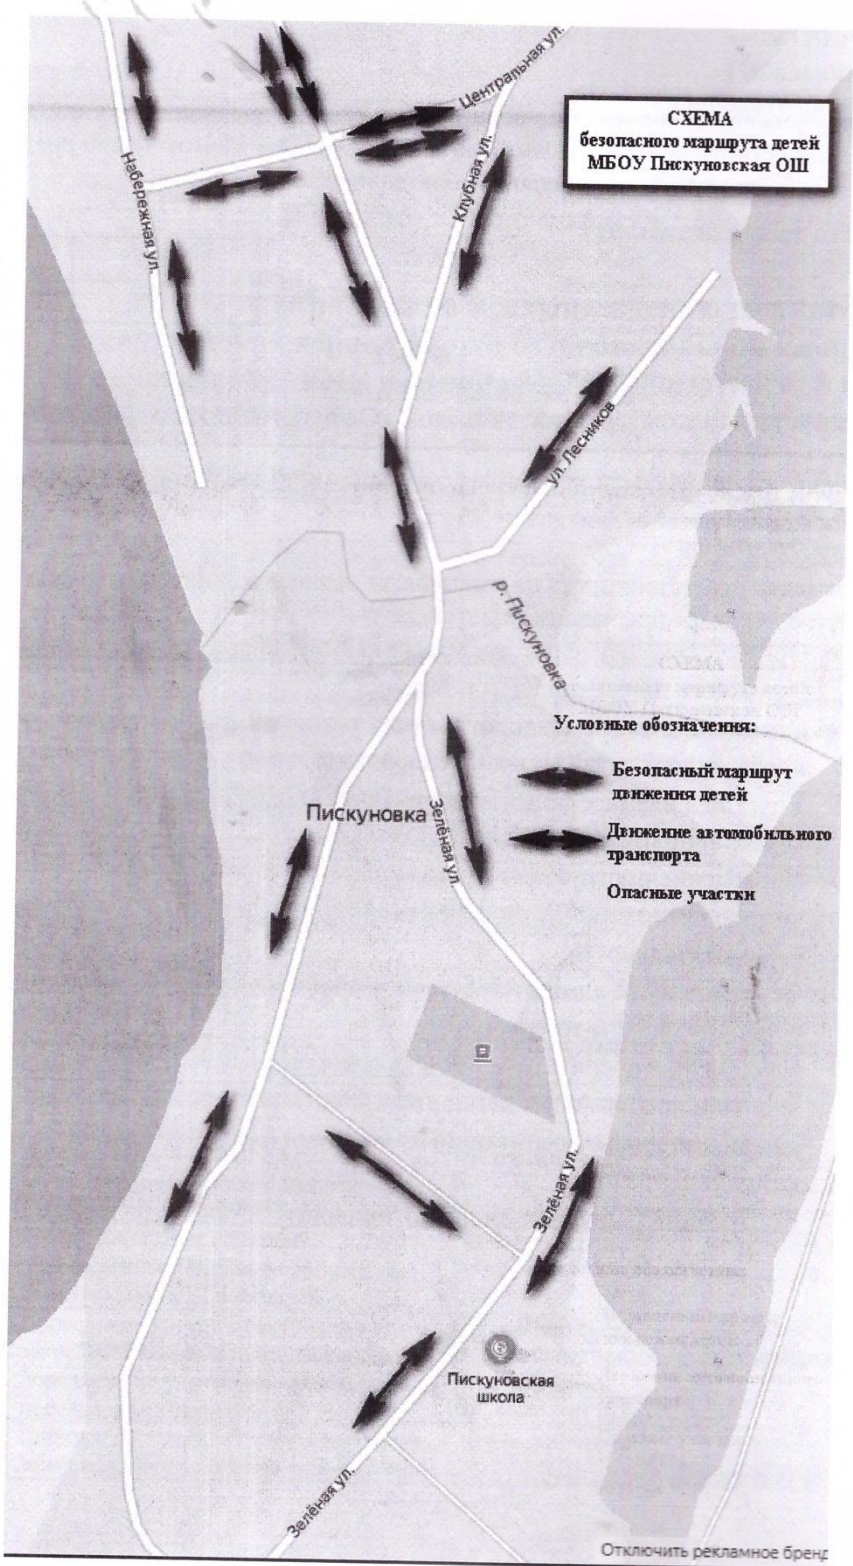 Центральная ул.
СХЕМА
безопасного маршрута детей
МБОУ Пискуновская ОШ
Набережная ул.
Клубная ул.
ул. Лесников
р. Пискуновка
СХЕМА
Условные обозначения:
Безопасный маршрут
движения детей
Пискуновка
Зелёная ул.
Движение автомобильного
транспорта
Опасные участки
Зелёная ул.
Пискуновская
школа
Зелёная ул.
Отключить рекламное бренд